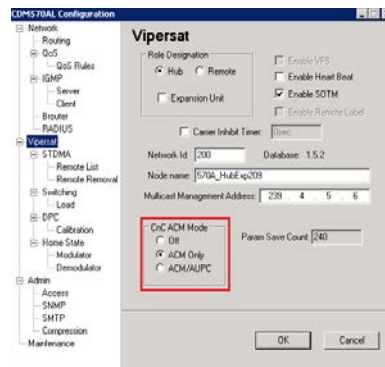 CDM570AL Configuration
Network
Routing
QoS
QoS Rules
IGMP
Server
Client
Brouter
RADIUS
Vipersat
STDMA
Remote List
Remote Removal
Switching
Load
DPC
Calibration
Home State
Modulator
Demodulator
Admin
Access
SNMP
SMTP
Compression
Maintenance
Vipersat
Role Designation
Hub Remote
Expansion Unit
Enable VFS
Enable Heart Beat
Enable SOTM
Enable Remote Label
Carrier Inhibit Timer: 0sec
Network Id: 200 Database: 1.5.2
Node name: 570A_HubExp209
Multicast Management Address: 239 . 4 . 5 . 6
CnC ACM Mode
Off
ACM Only
ACM/AUPC
Param Save Count: 240
OK Cancel